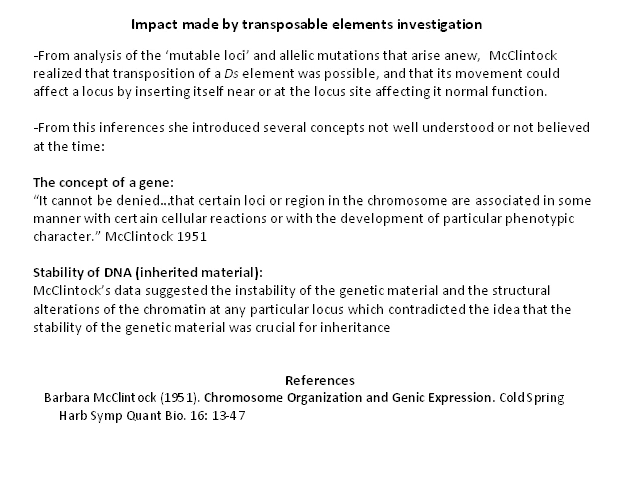 Impact made by transposable elements investigation
-From analysis of the ‘mutable loci’ and allelic mutations that arise anew, McClintock
realized that transposition of a Ds element was possible, and that its movement could
affect a locus by inserting itself near or at the locus site affecting it normal function.
-From this inferences she introduced several concepts not well understood or not believed
at the time:
The concept of a gene:
“It cannot be denied...that certain loci or region in the chromosome are associated in some
manner with certain cellular reactions or with the development of particular phenotypic
character.” McClintock 1951
Stability of DNA (inherited material):
McClintock’s data suggested the instability of the genetic material and the structural
alterations of the chromatin at any particular locus which contradicted the idea that the
stability of the genetic material was crucial for inheritance
References
Barbara McClintock (1951). Chromosome Organization and Genic Expression. Cold Spring
Harb Symp Quant Bio. 16: 13-47